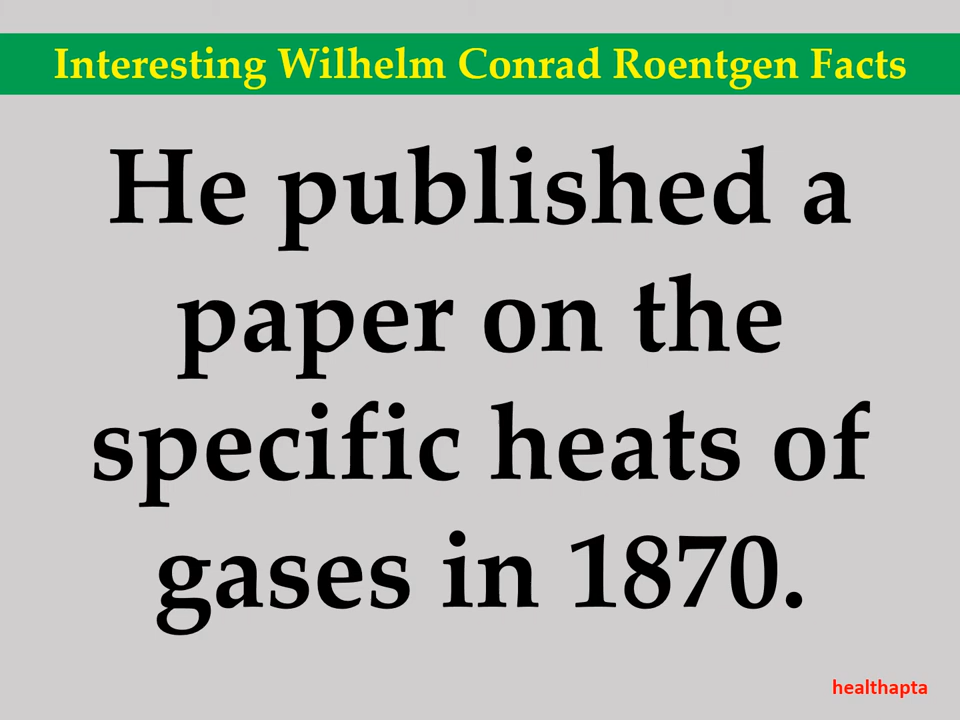 Interesting Wilhelm Conrad Roentgen Facts
He published a
paper on the
specific heats of
gases in 1870.
healthapta